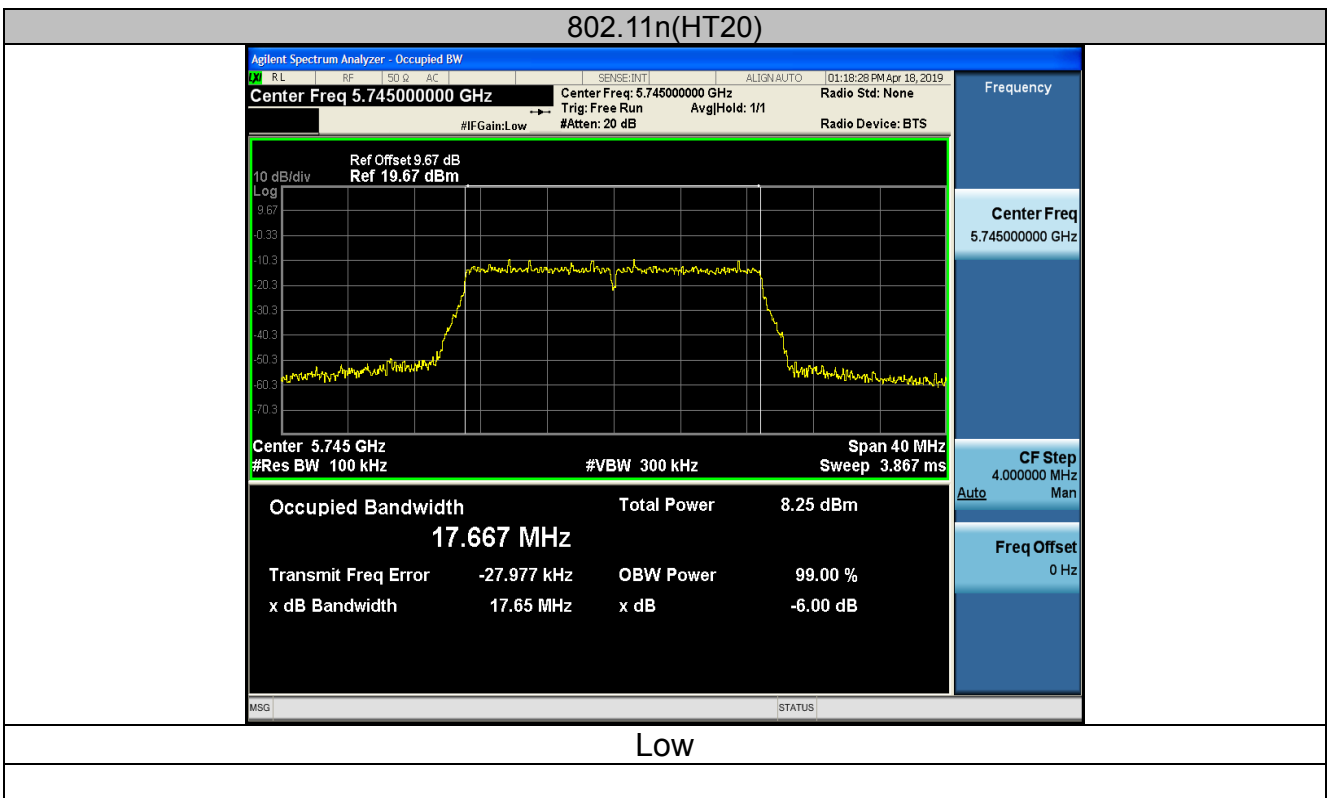 802.11n(HT20)
Agilent Spectrum Analyzer - Occupied BW
LXI RL RF 50 Ω AC SENSE:INT ALIGN AUTO 01:18:28 PM Apr 18, 2019
Center Freq 5.745000000 GHz
Center Freq: 5.745000000 GHz Radio Std: None
Trig: Free Run Avg|Hold: 1/1
#IFGain:Low #Atten: 20 dB Radio Device: BTS
Ref Offset 9.67 dB
10 dB/div Ref 19.67 dBm
Log
9.67
-0.33
-10.3
-20.3
-30.3
-40.3
-50.3
-60.3
-70.3
Center 5.745 GHz Span 40 MHz
#Res BW 100 kHz #VBW 300 kHz Sweep 3.867 ms
Occupied Bandwidth Total Power 8.25 dBm
17.667 MHz
Transmit Freq Error -27.977 kHz OBW Power 99.00 %
x dB Bandwidth 17.65 MHz x dB -6.00 dB
MSG STATUS
Frequency
Center Freq
5.745000000 GHz
CF Step
4.000000 MHz
Auto Man
Freq Offset
0 Hz
Low